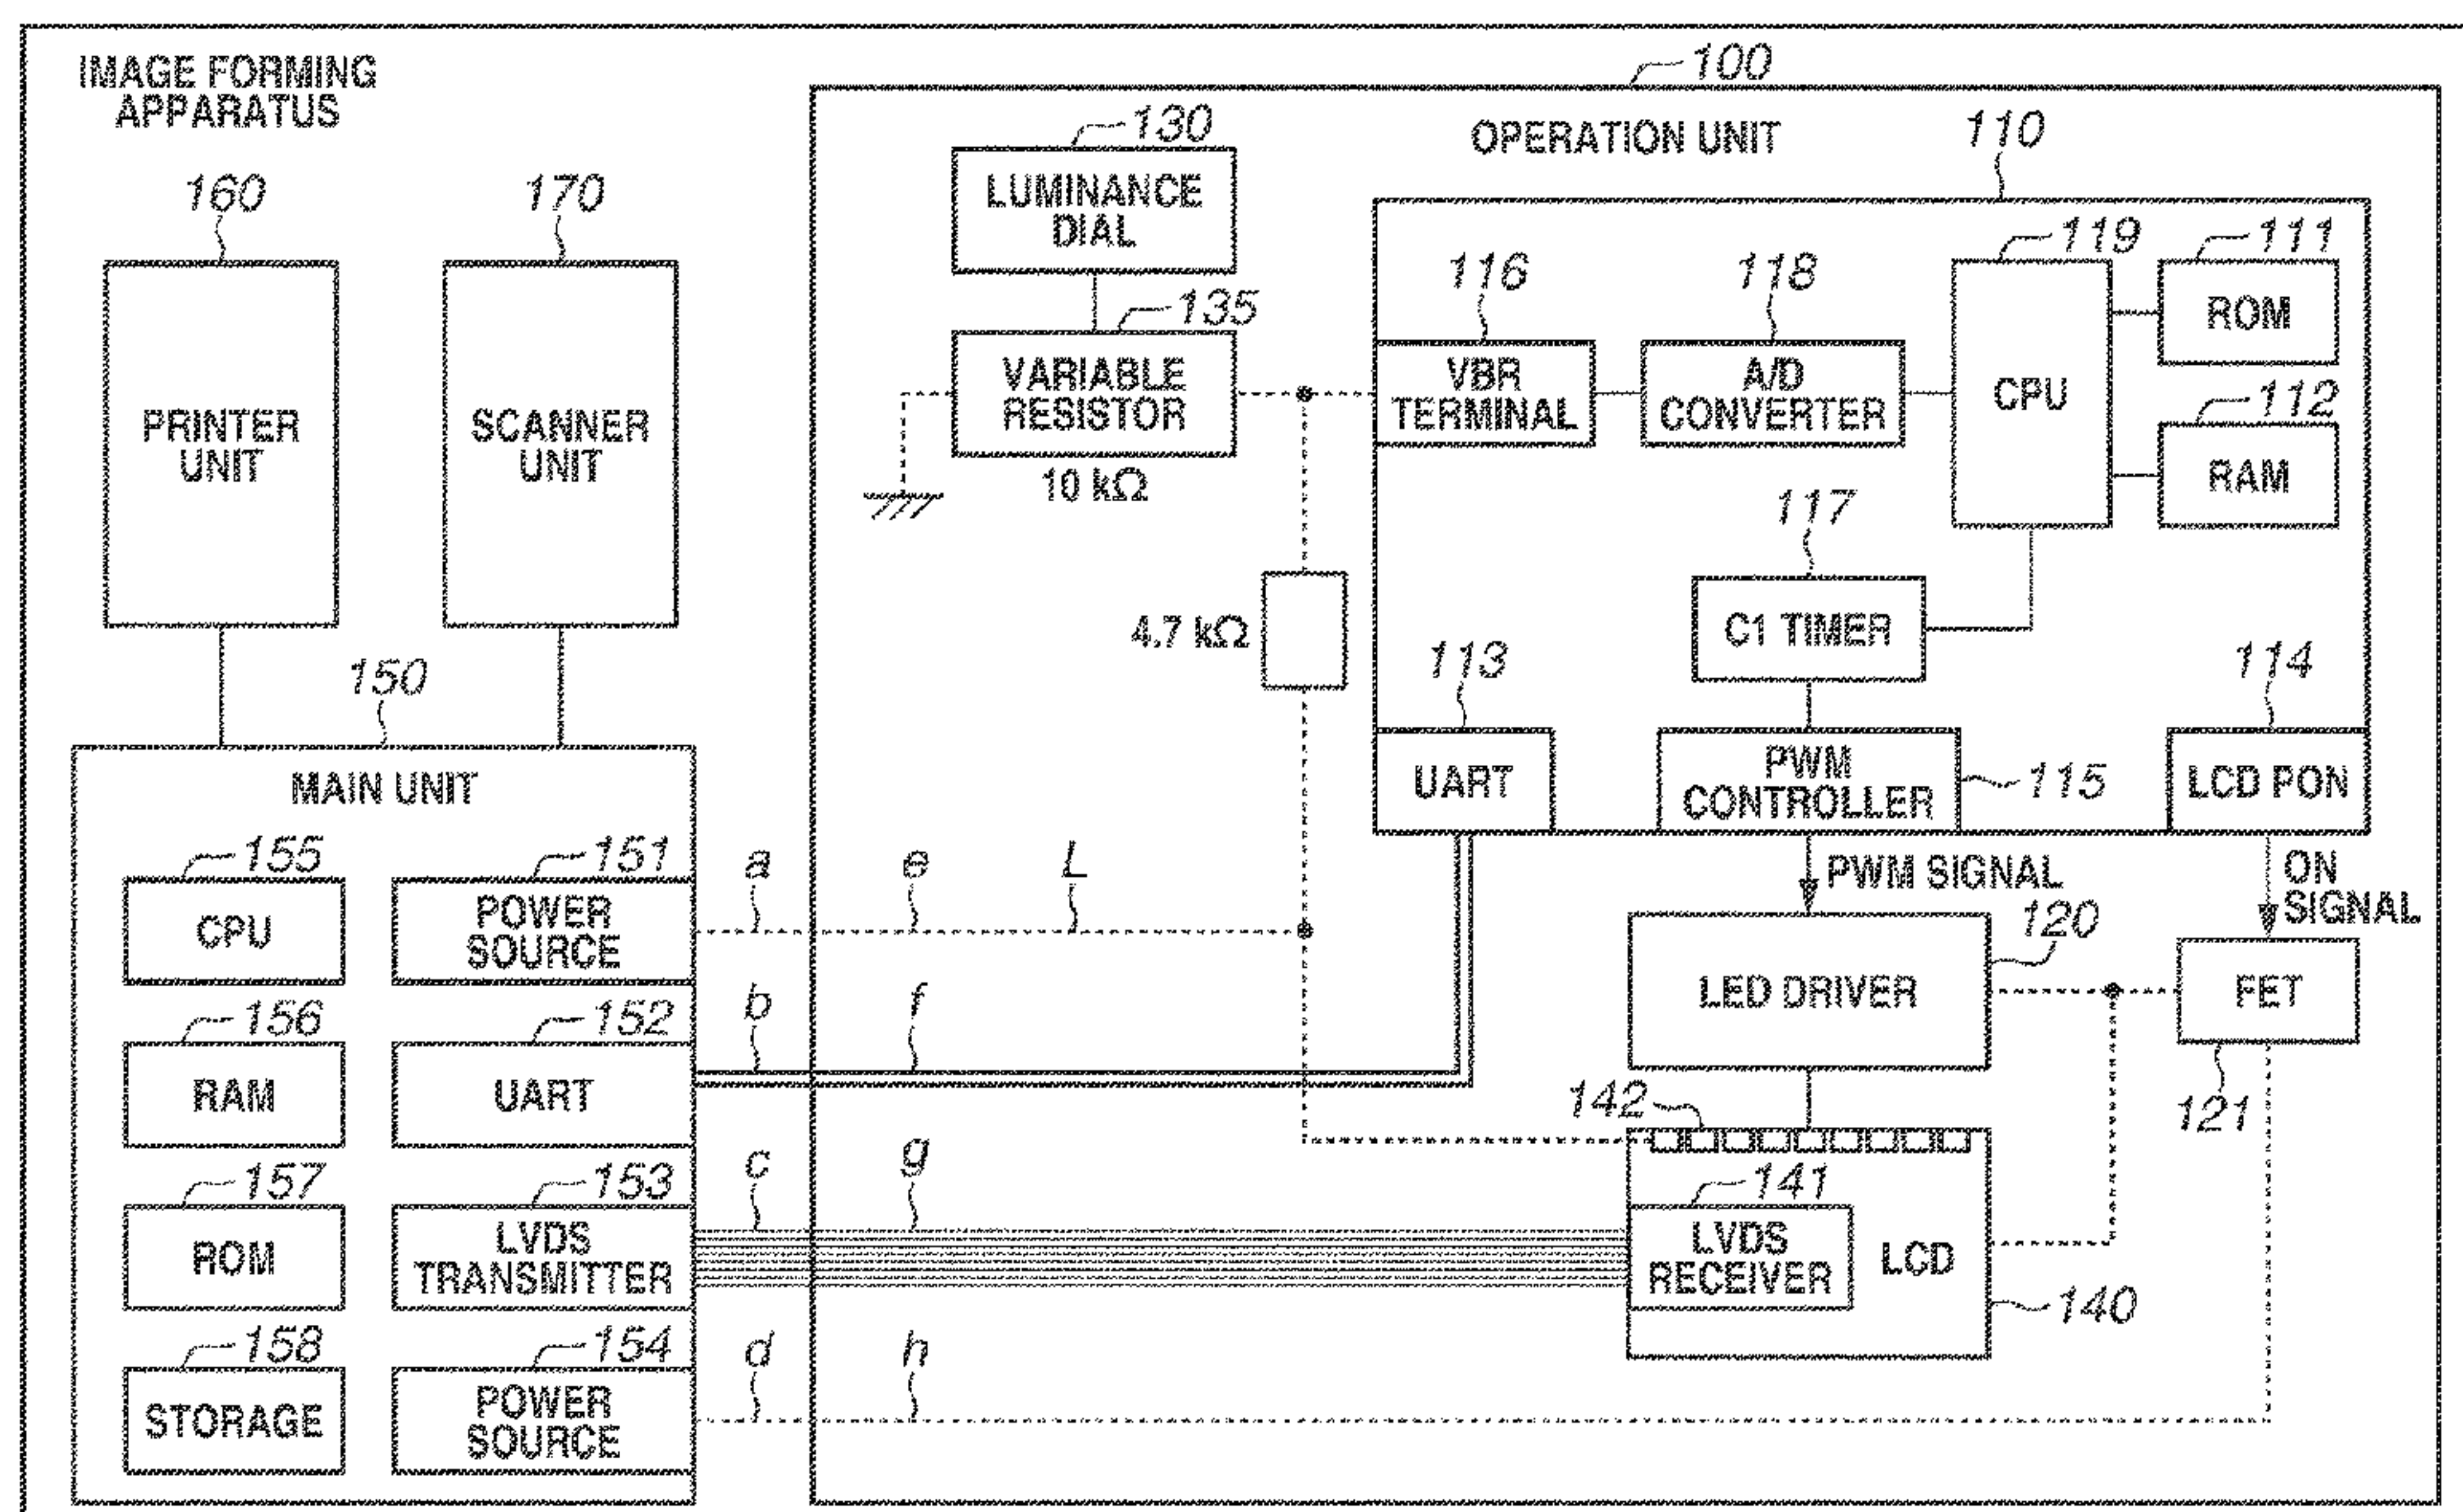 IMAGE FORMING
APPARATUS
100
OPERATION UNIT
110
130
LUMINANCE
DIAL
160
170
119
111
116
118
135
ROM
VARIABLE
RESISTOR
VBR
TERMINAL
A/D
CONVERTER
CPU
112
PRINTER
UNIT
SCANNER
UNIT
10 kΩ
RAM
117
4.7 kΩ
C1 TIMER
113
114
150
MAIN UNIT
UART
PWM
CONTROLLER
115
LCD PON
155
151
a
e
L
PWM SIGNAL
ON
SIGNAL
CPU
POWER
SOURCE
120
156
152
b
f
LED DRIVER
FET
RAM
UART
142
121
157
153
c
g
141
ROM
LVDS
TRANSMITTER
LVDS
RECEIVER
LCD
140
158
154
d
h
STORAGE
POWER
SOURCE